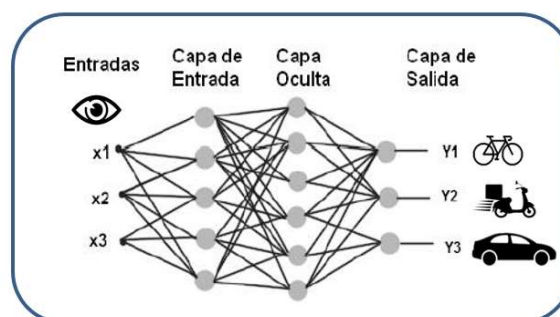 Entradas
Capa de
Entrada
Capa
Oculta
Capa de
Salida
x1
x2
x3
Y1
Y2
Y3